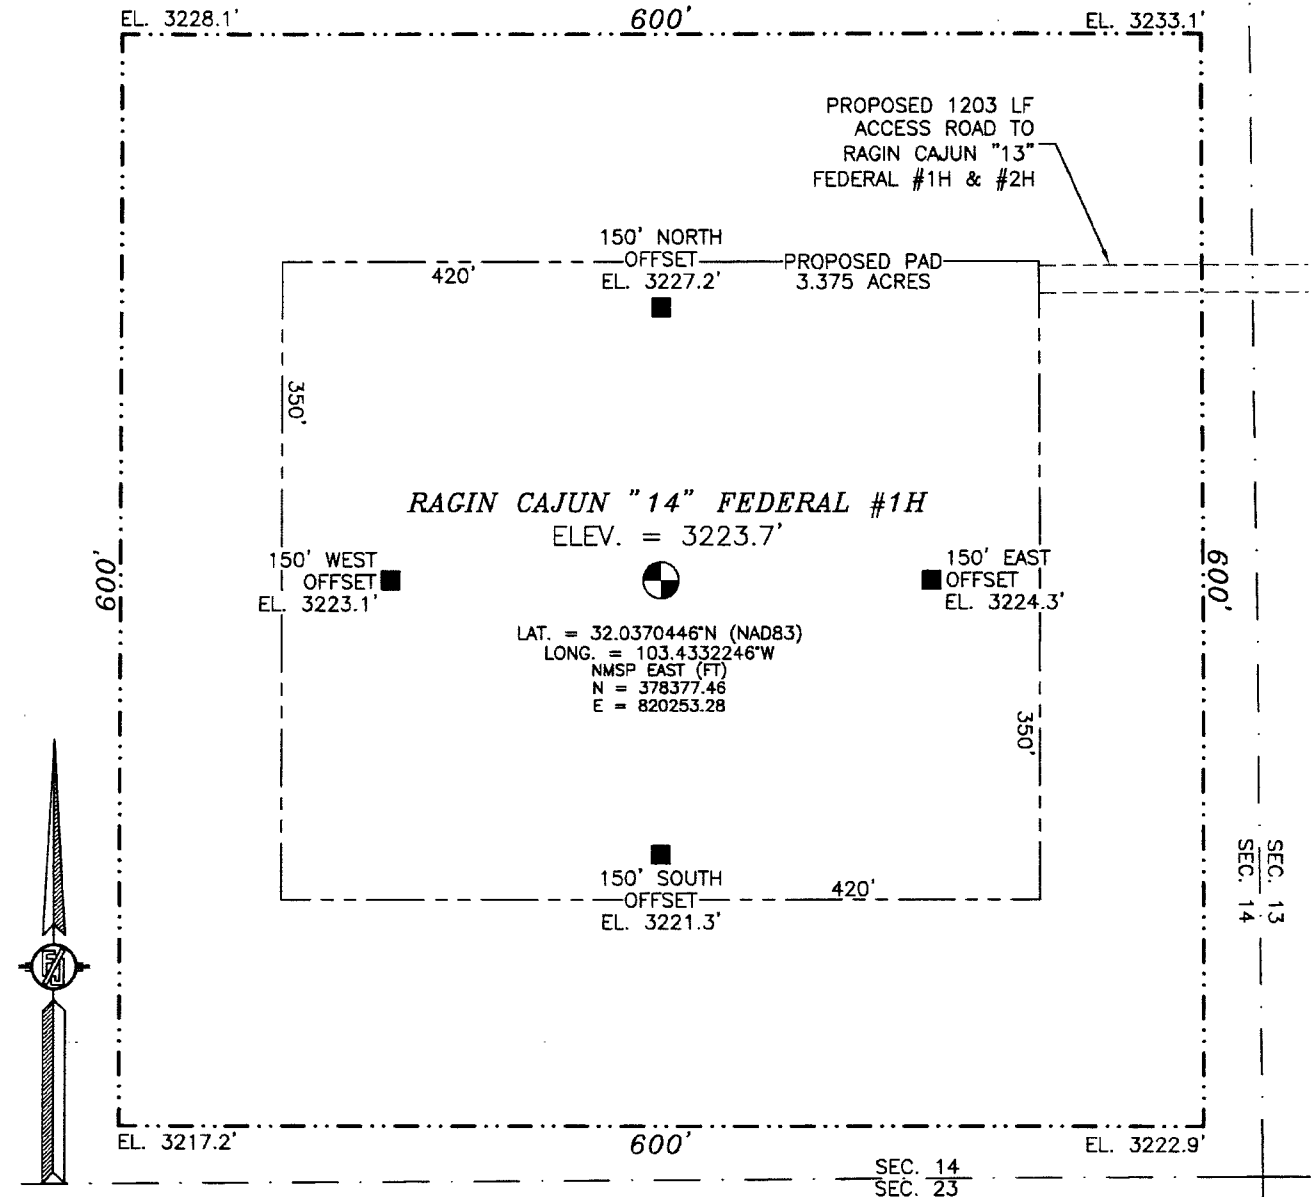 EL. 3228.1'
600'
EL. 3233.1'
PROPOSED 1203 LF
ACCESS ROAD TO
RAGIN CAJUN "13"
FEDERAL #1H & #2H
150' NORTH
OFFSET
EL. 3227.2'
420'
PROPOSED PAD
3.375 ACRES
350'
RAGIN CAJUN "14" FEDERAL #1H
ELEV. = 3223.7'
600'
150' WEST
OFFSET
EL. 3223.1'
150' EAST
OFFSET
EL. 3224.3'
600'
LAT. = 32.0370446°N (NAD83)
LONG. = 103.4332246°W
NMSP EAST (FT)
N = 378377.46
E = 820253.28
350'
150' SOUTH
OFFSET
EL. 3221.3'
420'
SEC. 13
SEC. 14
EL. 3217.2'
600'
EL. 3222.9'
SEC. 14
SEC. 23